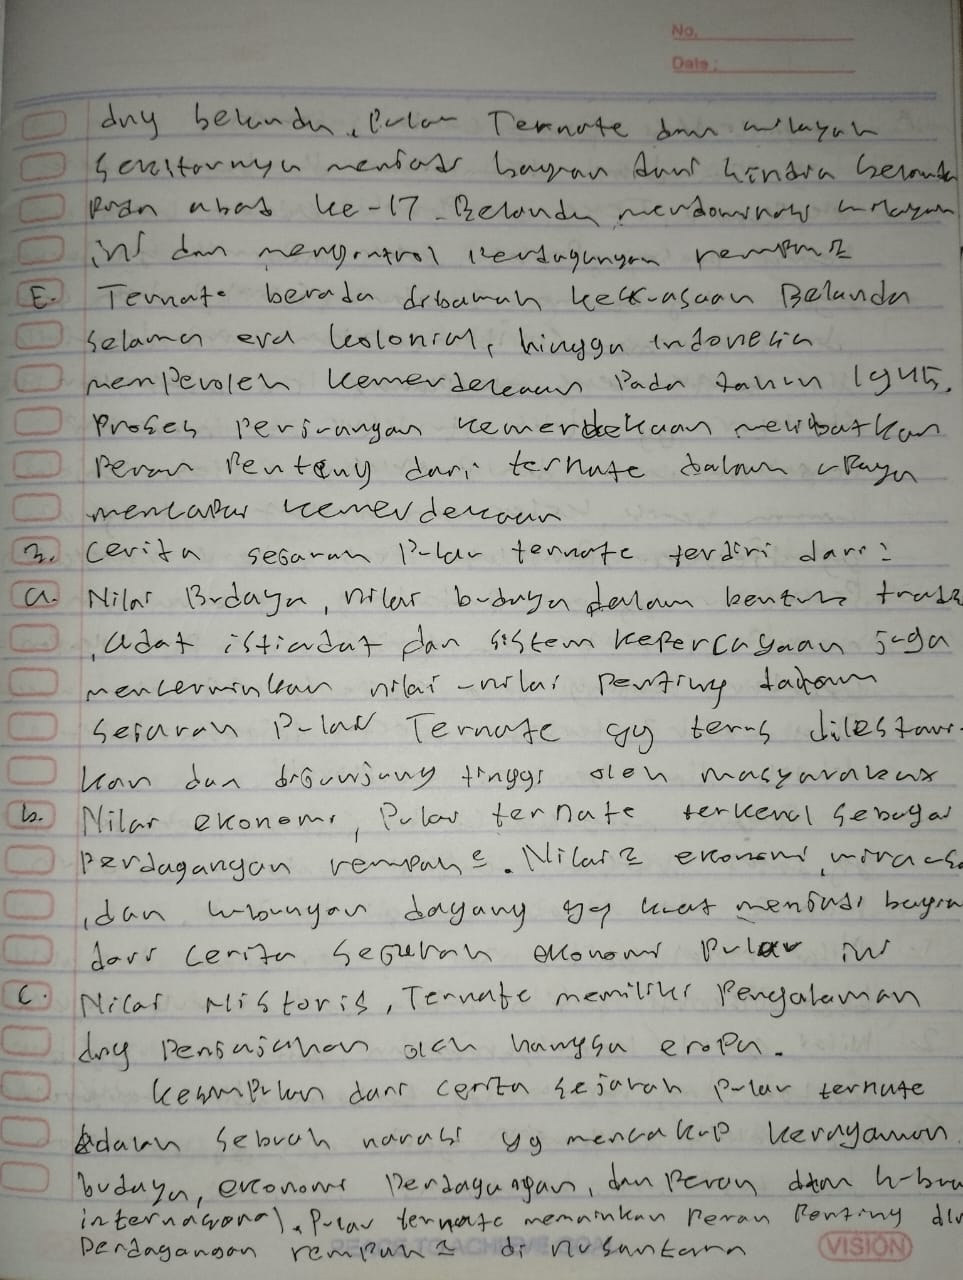 No.
Date:
dng belanda, Pulau Ternate dan wilayah
Sekitarnya menjadi bagian dari hindia belanda
Pada abad ke-17. Belanda mendominasi wilayah
ini dan mengontrol Perdagangan rempah2
E. Ternate berada dibawah kekuasaan Belanda
Selama era kolonial, hingga Indonesia
memperoleh kemerdekaan Pada tahun 1945.
Proses perjuangan kemerdekaan melibatkan
Peran Penting dari ternate dalam upaya
mencapai kemerdekaan
3. Cerita sejarah Pulau ternate terdiri dari:
a. Nilai Budaya, nilai budaya dalam bentuk tradisi
, adat istiadat dan sistem kepercayaan juga
mencerminkan nilai-nilai Penting dalam
Sejarah Pulau Ternate yg terus dilestari-
kan dan dijunjung tinggi oleh masyarakat
b. Nilai ekonomi, Pulau ternate terkenal sebagai
Perdagangan rempah2. Nilai2 ekonomi,
, dan hubungan dagang yg kuat menjadi bagian
dari cerita Sejarah ekonomi Pulau ini
c. Nilai Historis, Ternate memiliki Pengalaman
dng Penjajahan oleh bangsa eropa.
kesimpulan dari cerita sejarah Pulau ternate
adalah Sebuah narasi yg mencakup kekayaan
budaya, ekonomi Perdagangan, dan Peran dlam hubu
internasional. Pulau ternate memainkan Peran Penting dlm
Perdagangan rempah2 di nusantara
VISION